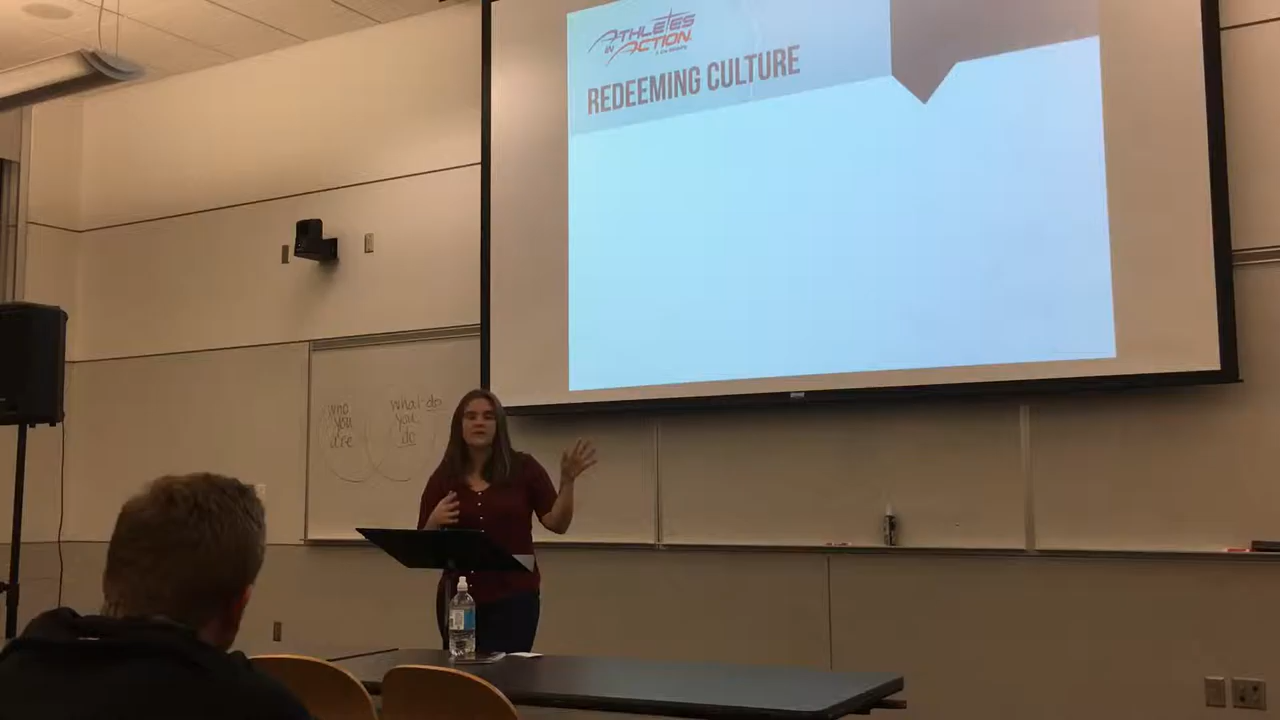 ATHLETES
IN ACTION
REDEEMING CULTURE
who
you
are
what do
you
do